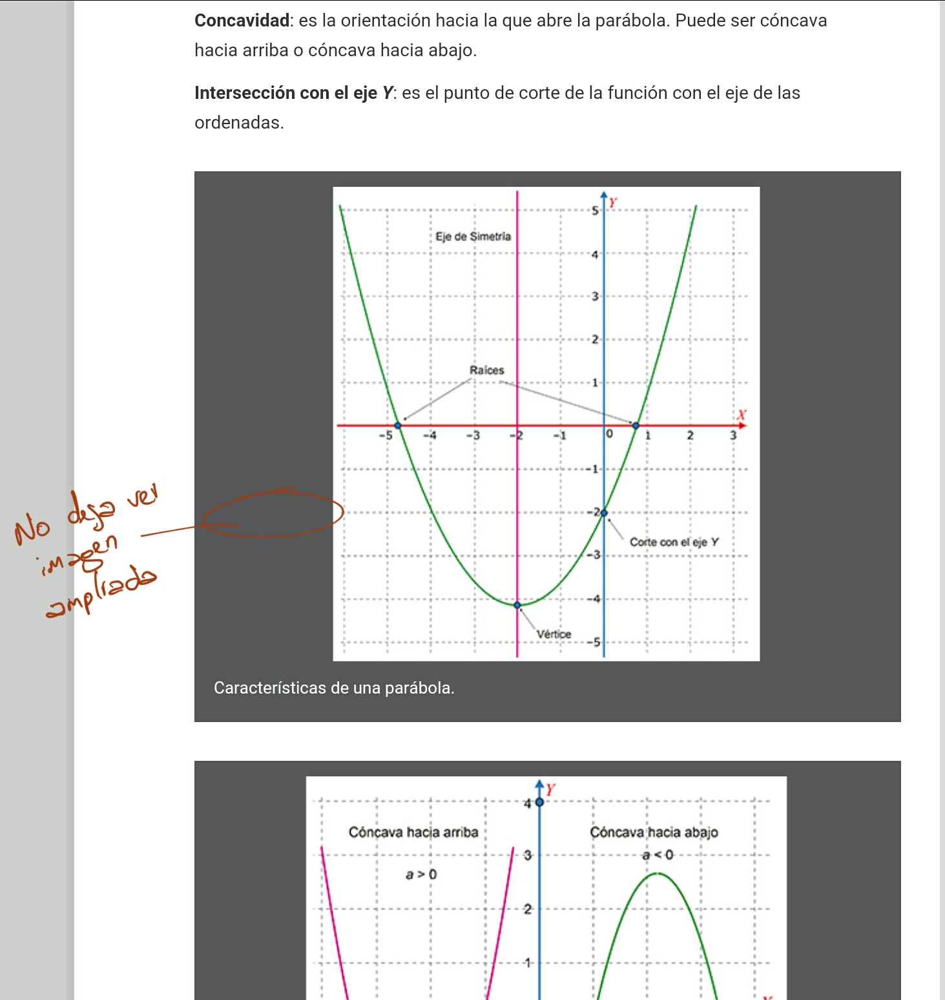 Concavidad: es la orientación hacia la que abre la parábola. Puede ser cóncava
hacia arriba o cóncava hacia abajo.
Intersección con el eje Y: es el punto de corte de la función con el eje de las
ordenadas.
Y
5
Eje de Simetría
4
3
2
Raíces
1
X
-5 -4 -3 -2 -1 0 1 2 3
-1
No deja ver
imagen
ampliada
-2
Corte con el eje Y
-3
-4
Vértice
-5
Características de una parábola.
Y
4
Cóncava hacia arriba
Cóncava hacia abajo
a < 0
3
a > 0
2
1